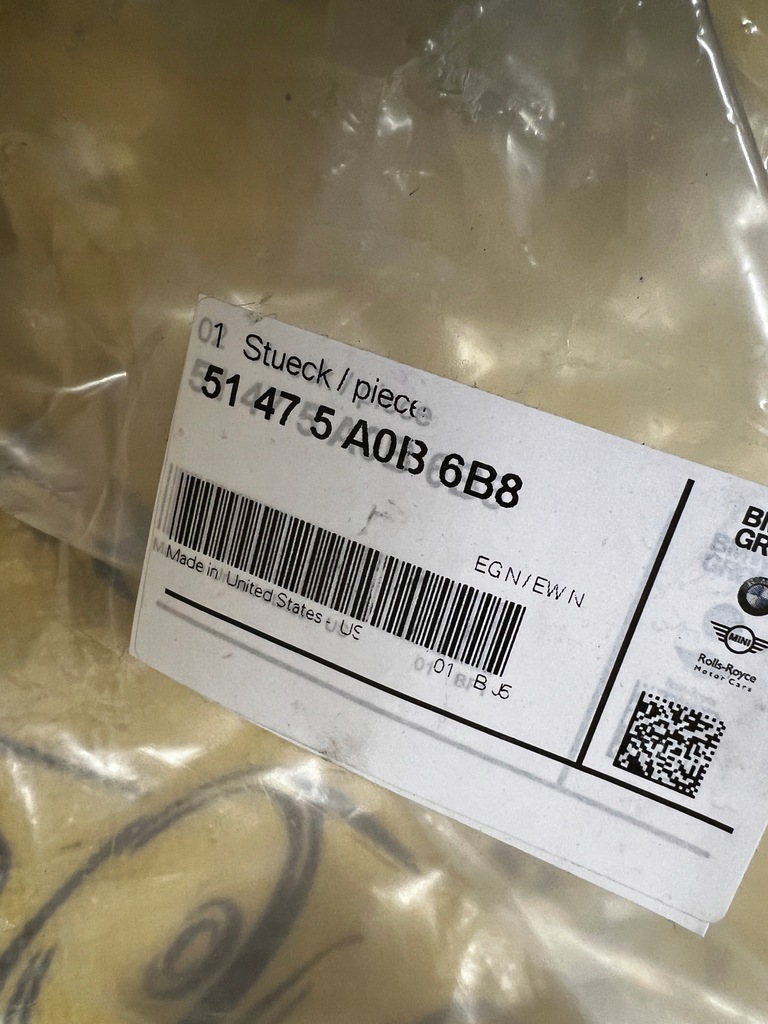 01 Stueck / piece
51 47 5 A0B 6B8
EGN/EWN
Made in United States - US
01 B J5
MINI
Rolls-Royce
Motor Cars